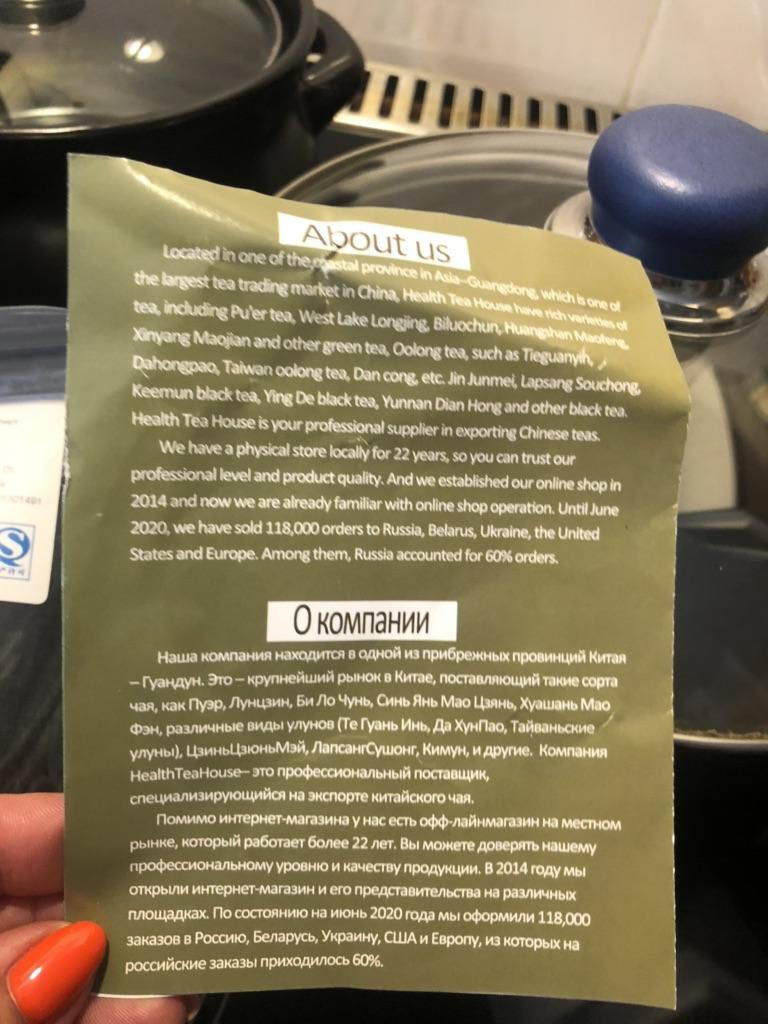 About us
Located in one of the coastal province in Asia–Guangdong, which is one of
the largest tea trading market in China, Health Tea House have rich varieties of
tea, including Pu'er tea, West Lake Longjing, Biluochun, Huangshan Maofeng,
Xinyang Maojian and other green tea, Oolong tea, such as Tieguanyin,
Dahongpao, Taiwan oolong tea, Dan cong, etc. Jin Junmei, Lapsang Souchong,
Keemun black tea, Ying De black tea, Yunnan Dian Hong and other black tea.
Health Tea House is your professional supplier in exporting Chinese teas.
We have a physical store locally for 22 years, so you can trust our
professional level and product quality. And we established our online shop in
2014 and now we are already familiar with online shop operation. Until June
2020, we have sold 118,000 orders to Russia, Belarus, Ukraine, the United
States and Europe. Among them, Russia accounted for 60% orders.
О компании
Наша компания находится в одной из прибрежных провинций Китая
– Гуандун. Это – крупнейший рынок в Китае, поставляющий такие сорта
чая, как Пуэр, Лунцзин, Би Ло Чунь, Синь Янь Мао Цзянь, Хуашань Мао
Фэн, различные виды улунов (Те Гуань Инь, Да ХунПао, Тайваньские
улуны), ЦзиньЦзюньМэй, ЛапсангСушонг, Кимун, и другие. Компания
HealthTeaHouse– это профессиональный поставщик,
специализирующийся на экспорте китайского чая.
Помимо интернет-магазина у нас есть офф-лайнмагазин на местном
рынке, который работает более 22 лет. Вы можете доверять нашему
профессиональному уровню и качеству продукции. В 2014 году мы
открыли интернет-магазин и его представительства на различных
площадках. По состоянию на июнь 2020 года мы оформили 118,000
заказов в Россию, Беларусь, Украину, США и Европу, из которых на
российские заказы приходилось 60%.